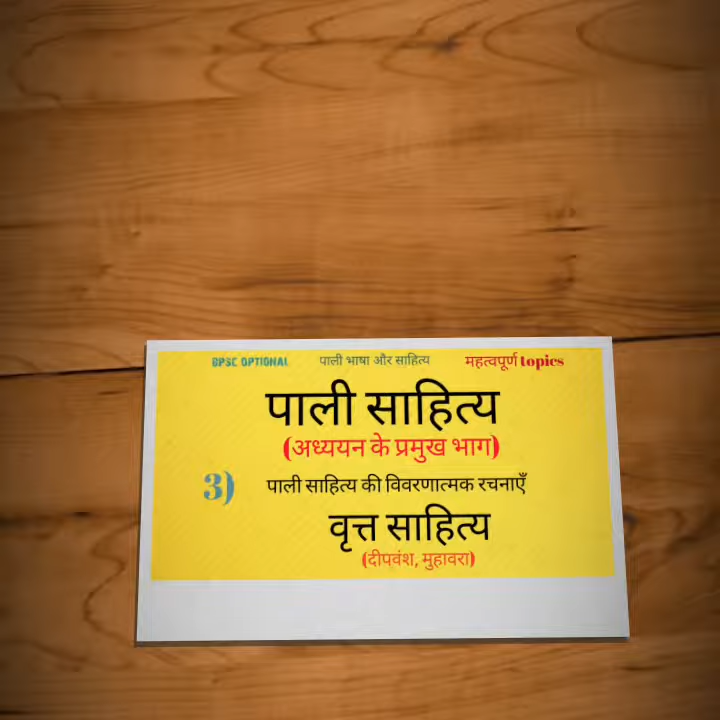 BPSC OPTIONAL पाली भाषा और साहित्य महत्वपूर्ण topics
पाली साहित्य
(अध्ययन के प्रमुख भाग)
3) पाली साहित्य की विवरणात्मक रचनाएँ
वृत्त साहित्य
(दीपवंश, मुहावरा)